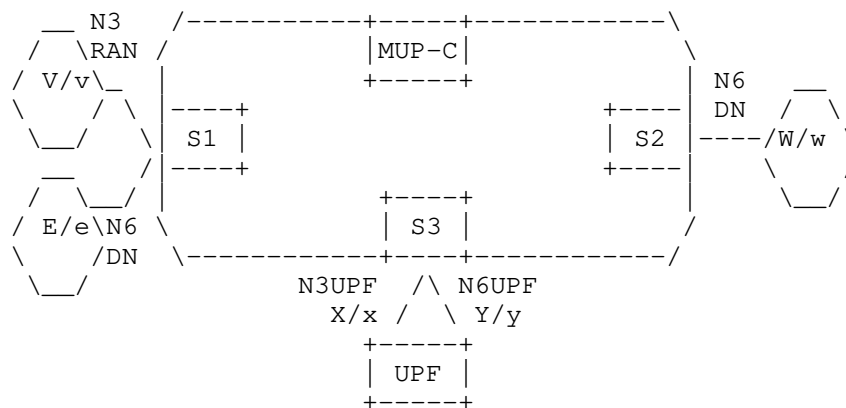 N3
RAN MUP-C
V/v N6
DN
S1 S2 W/w
S3
E/e N6
DN
N3UPF N6UPF
X/x Y/y
UPF